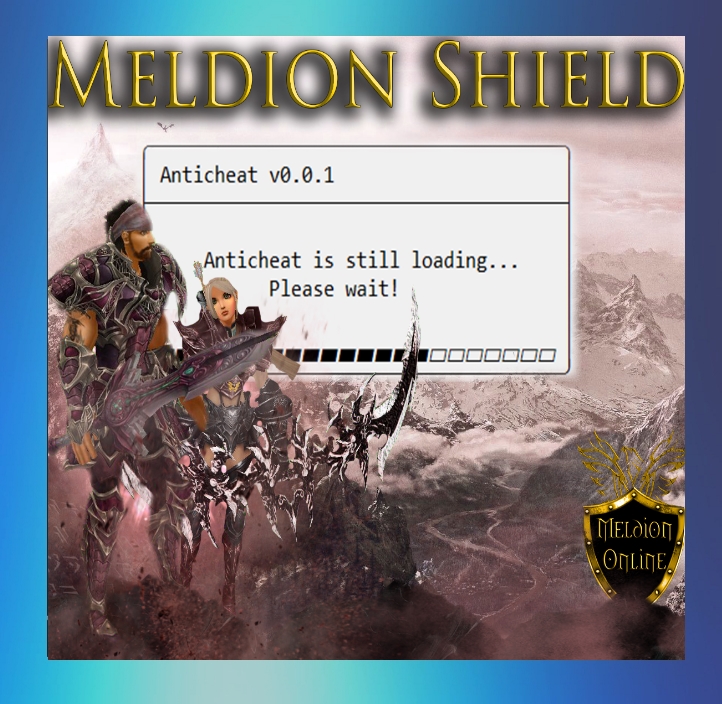 MELDION SHIELD
Anticheat v0.0.1
Anticheat is still loading...
Please wait!
MELDION
ONLINE